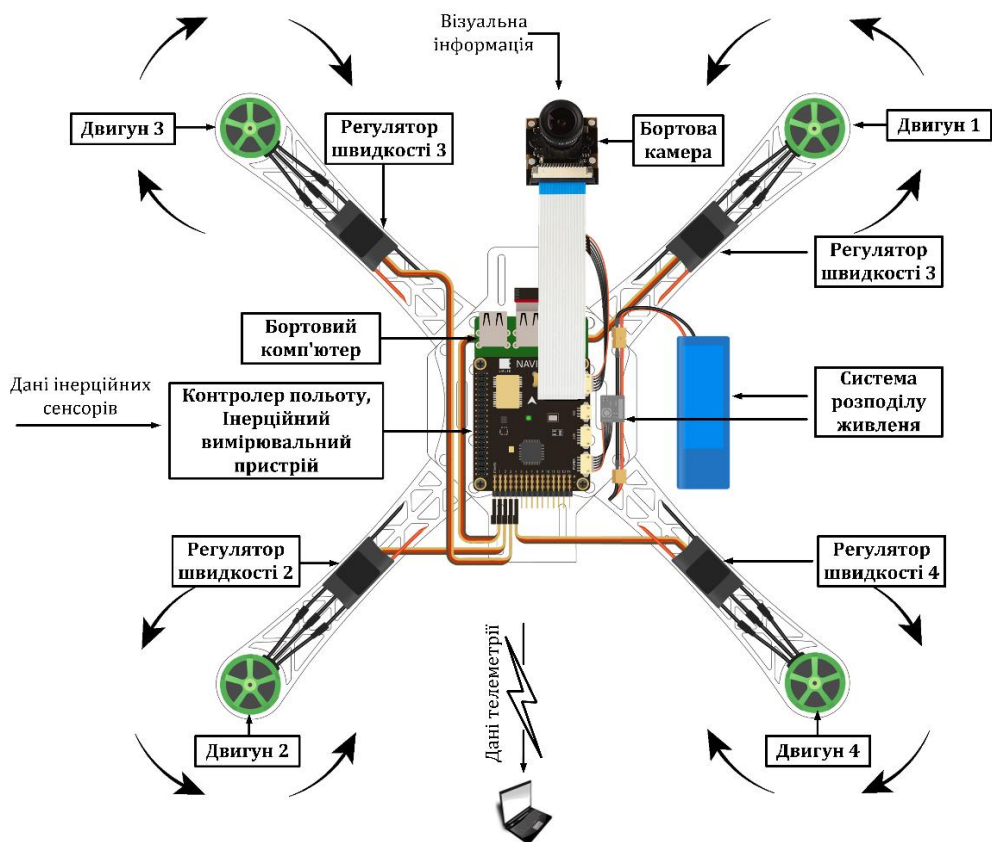 Візуальна
інформація
Двигун 3
Регулятор
швидкості 3
Бортова
камера
Двигун 1
Регулятор
швидкості 3
Бортовий
комп'ютер
NAVI
Дані інерційних
сенсорів
Контролер польоту,
Інерційний
вимірювальний
пристрій
Система
розподілу
живленя
Регулятор
швидкості 2
Регулятор
швидкості 4
Дані телеметрії
Двигун 2
Двигун 4